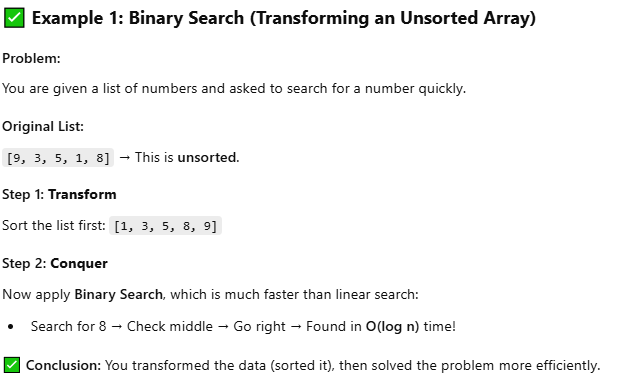 ✅ Example 1: Binary Search (Transforming an Unsorted Array)
Problem:
You are given a list of numbers and asked to search for a number quickly.
Original List:
[9, 3, 5, 1, 8] → This is unsorted.
Step 1: Transform
Sort the list first: [1, 3, 5, 8, 9]
Step 2: Conquer
Now apply Binary Search, which is much faster than linear search:
• Search for 8 → Check middle → Go right → Found in O(log n) time!
✅ Conclusion: You transformed the data (sorted it), then solved the problem more efficiently.